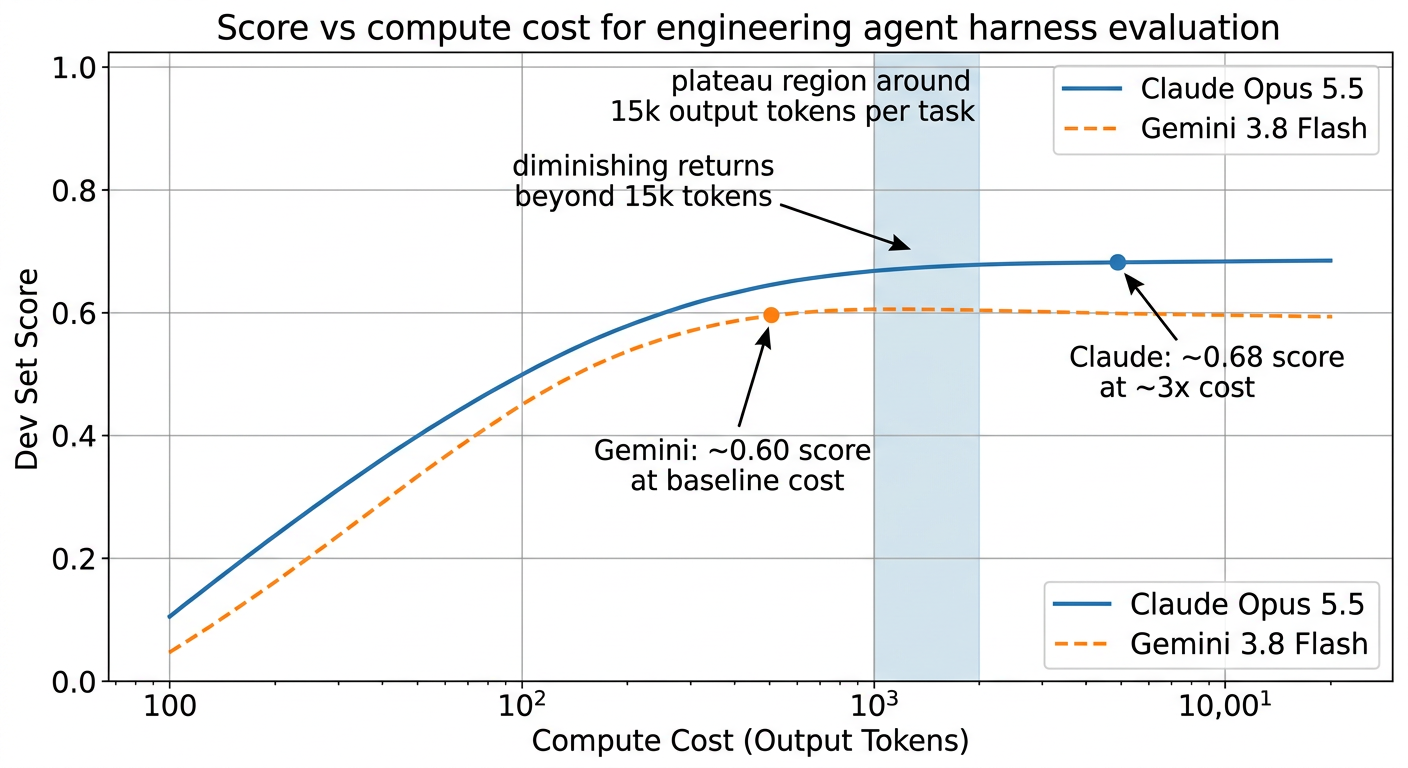 Score vs compute cost for engineering agent harness evaluation
1.0
0.8
0.6
0.4
0.2
0.0
Dev Set Score
plateau region around
15k output tokens per task
diminishing returns
beyond 15k tokens
Claude Opus 5.5
Gemini 3.8 Flash
Claude: ~0.68 score
at ~3x cost
Gemini: ~0.60 score
at baseline cost
Claude Opus 5.5
Gemini 3.8 Flash
100
10²
10³
10,00¹
Compute Cost (Output Tokens)